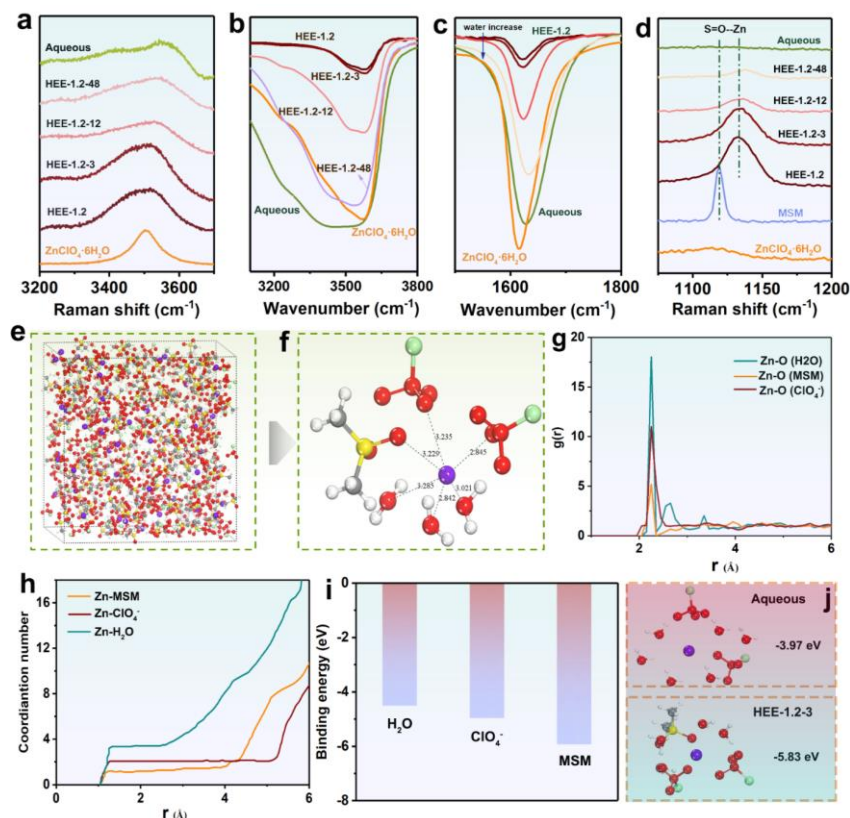 a
Aqueous
HEE-1.2-48
HEE-1.2-12
HEE-1.2-3
HEE-1.2
ZnClO₄·6H₂O
3200 3400 3600
Raman shift (cm⁻¹)
b
HEE-1.2
HEE-1.2-3
HEE-1.2-12
HEE-1.2-48
Aqueous
ZnClO₄·6H₂O
3300 3600 3800
Wavenumber (cm⁻¹)
c
water increase
HEE-1.2
Aqueous
ZnClO₄·6H₂O
1600 1800
Wavenumber (cm⁻¹)
d
S=O--Zn
Aqueous
HEE-1.2-48
HEE-1.2-12
HEE-1.2-3
HEE-1.2
MSM
ZnClO₄·6H₂O
1100 1150 1200
Raman shift (cm⁻¹)
e
f
3.235
3.229
2.845
3.283
3.021
2.842
g
20
15
10
5
0
g(r)
Zn-O (H2O)
Zn-O (MSM)
Zn-O (ClO₄⁻)
2 4 6
r (Å)
h
16
12
8
4
0
Coordiantion number
Zn-MSM
Zn-ClO₄⁻
Zn-H₂O
0 2 4 6
r (Å)
i
0
-2
-4
-6
-8
Binding energy (eV)
H₂O
ClO₄⁻
MSM
j
Aqueous
-3.97 eV
HEE-1.2-3
-5.83 eV